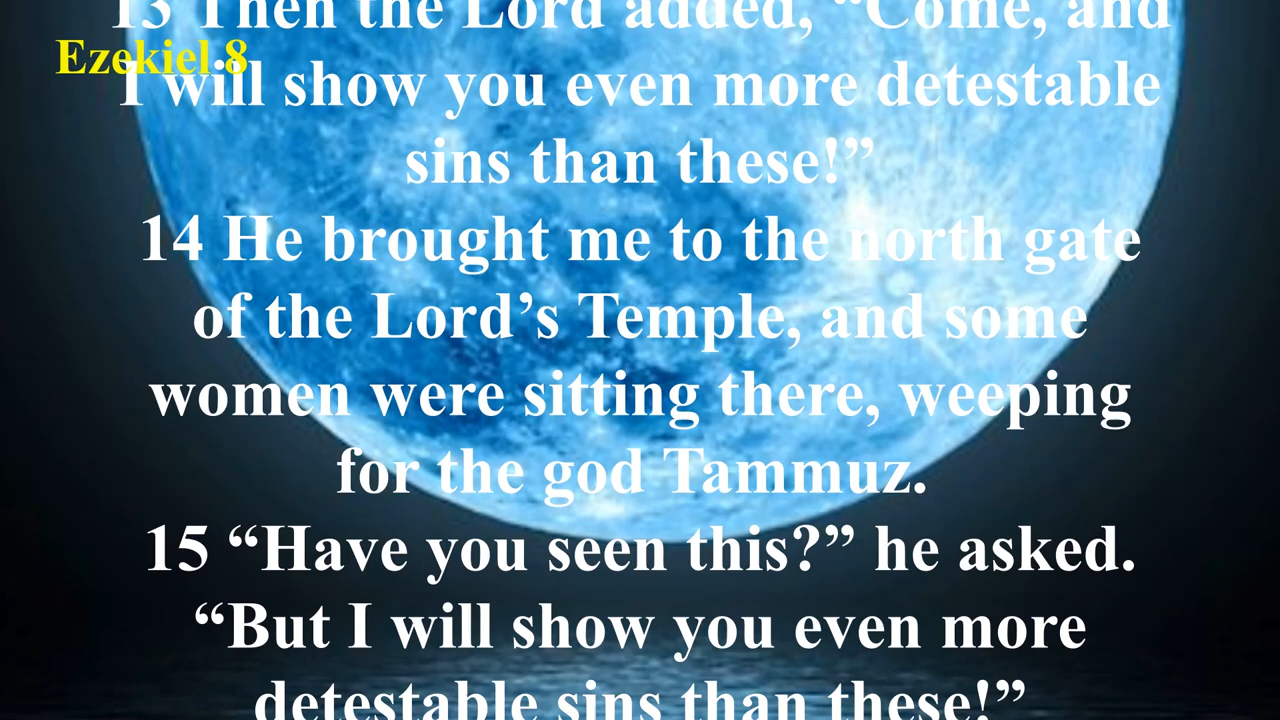 13 Then the Lord added, “Come, and
Ezekiel 8
I will show you even more detestable
sins than these!”
14 He brought me to the north gate
of the Lord’s Temple, and some
women were sitting there, weeping
for the god Tammuz.
15 “Have you seen this?” he asked.
“But I will show you even more
detestable sins than these!”